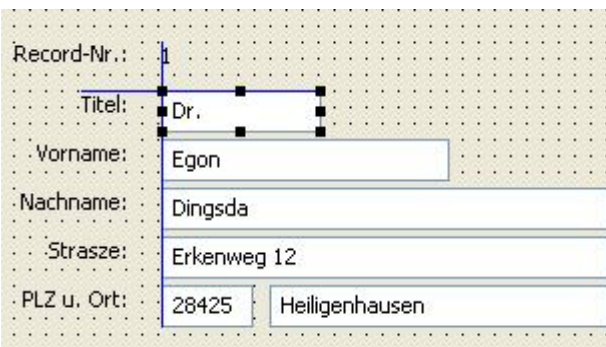 Record-Nr.: 1
Titel: Dr.
Vorname: Egon
Nachname: Dingsda
Strasze: Erkenweg 12
PLZ u. Ort: 28425 Heiligenhausen